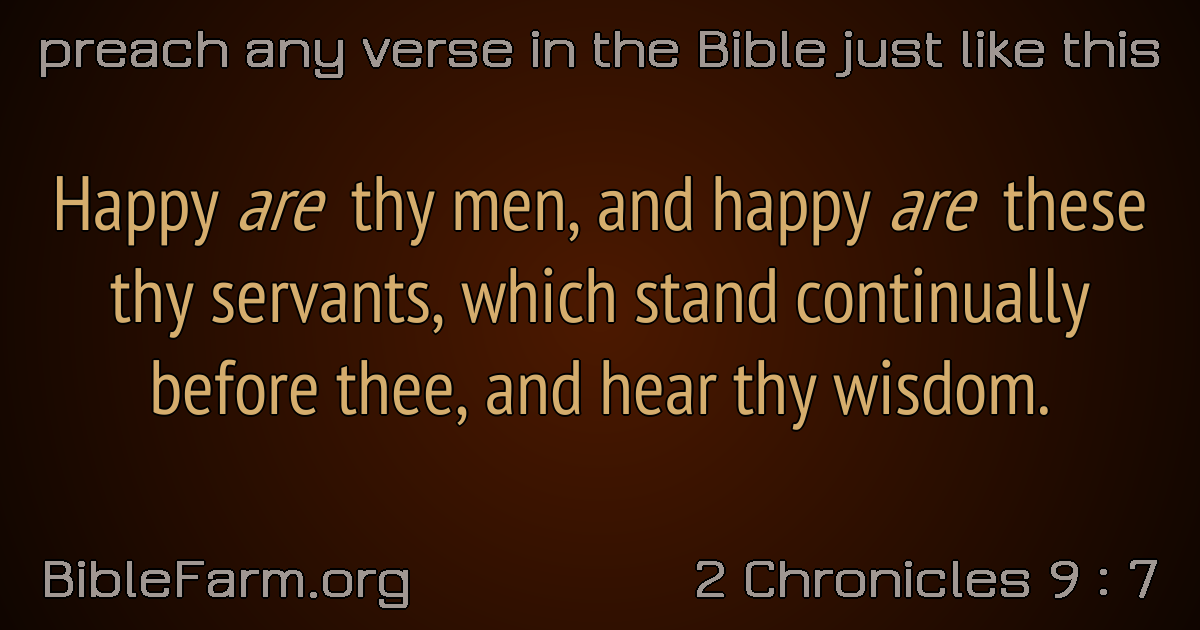 preach any verse in the Bible just like this
Happy are thy men, and happy are these
thy servants, which stand continually
before thee, and hear thy wisdom.
BibleFarm.org
2 Chronicles 9 : 7